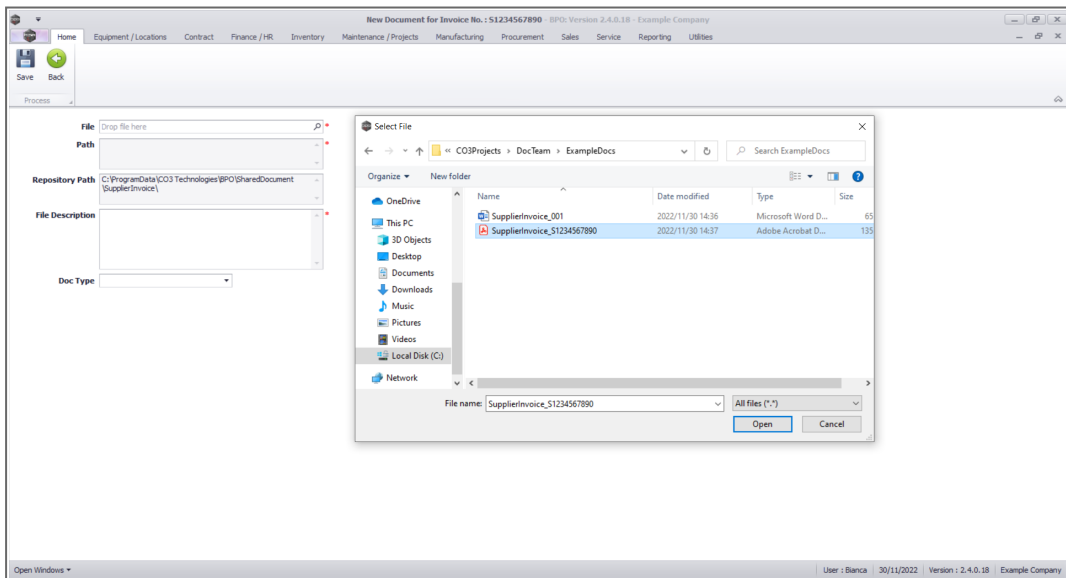 New Document for Invoice No. : S1234567890 - BPO: Version 2.4.0.18 - Example Company
Home Equipment / Locations Contract Finance / HR Inventory Maintenance / Projects Manufacturing Procurement Sales Service Reporting Utilities
Save Back
Process
File Drop file here *
Path *
Repository Path C:\ProgramData\CO3 Technologies\BPO\SharedDocument
\SupplierInvoice\
File Description *
Doc Type
Select File
« CO3Projects > DocTeam > ExampleDocs Search ExampleDocs
Organize New folder
Name Date modified Type Size
SupplierInvoice_001 2022/11/30 14:36 Microsoft Word D... 65
SupplierInvoice_S1234567890 2022/11/30 14:37 Adobe Acrobat D... 135
OneDrive
This PC
3D Objects
Desktop
Documents
Downloads
Music
Pictures
Videos
Local Disk (C:)
Network
File name: SupplierInvoice_S1234567890 All files (*.*)
Open Cancel
Open Windows User : Bianca 30/11/2022 Version : 2.4.0.18 Example Company